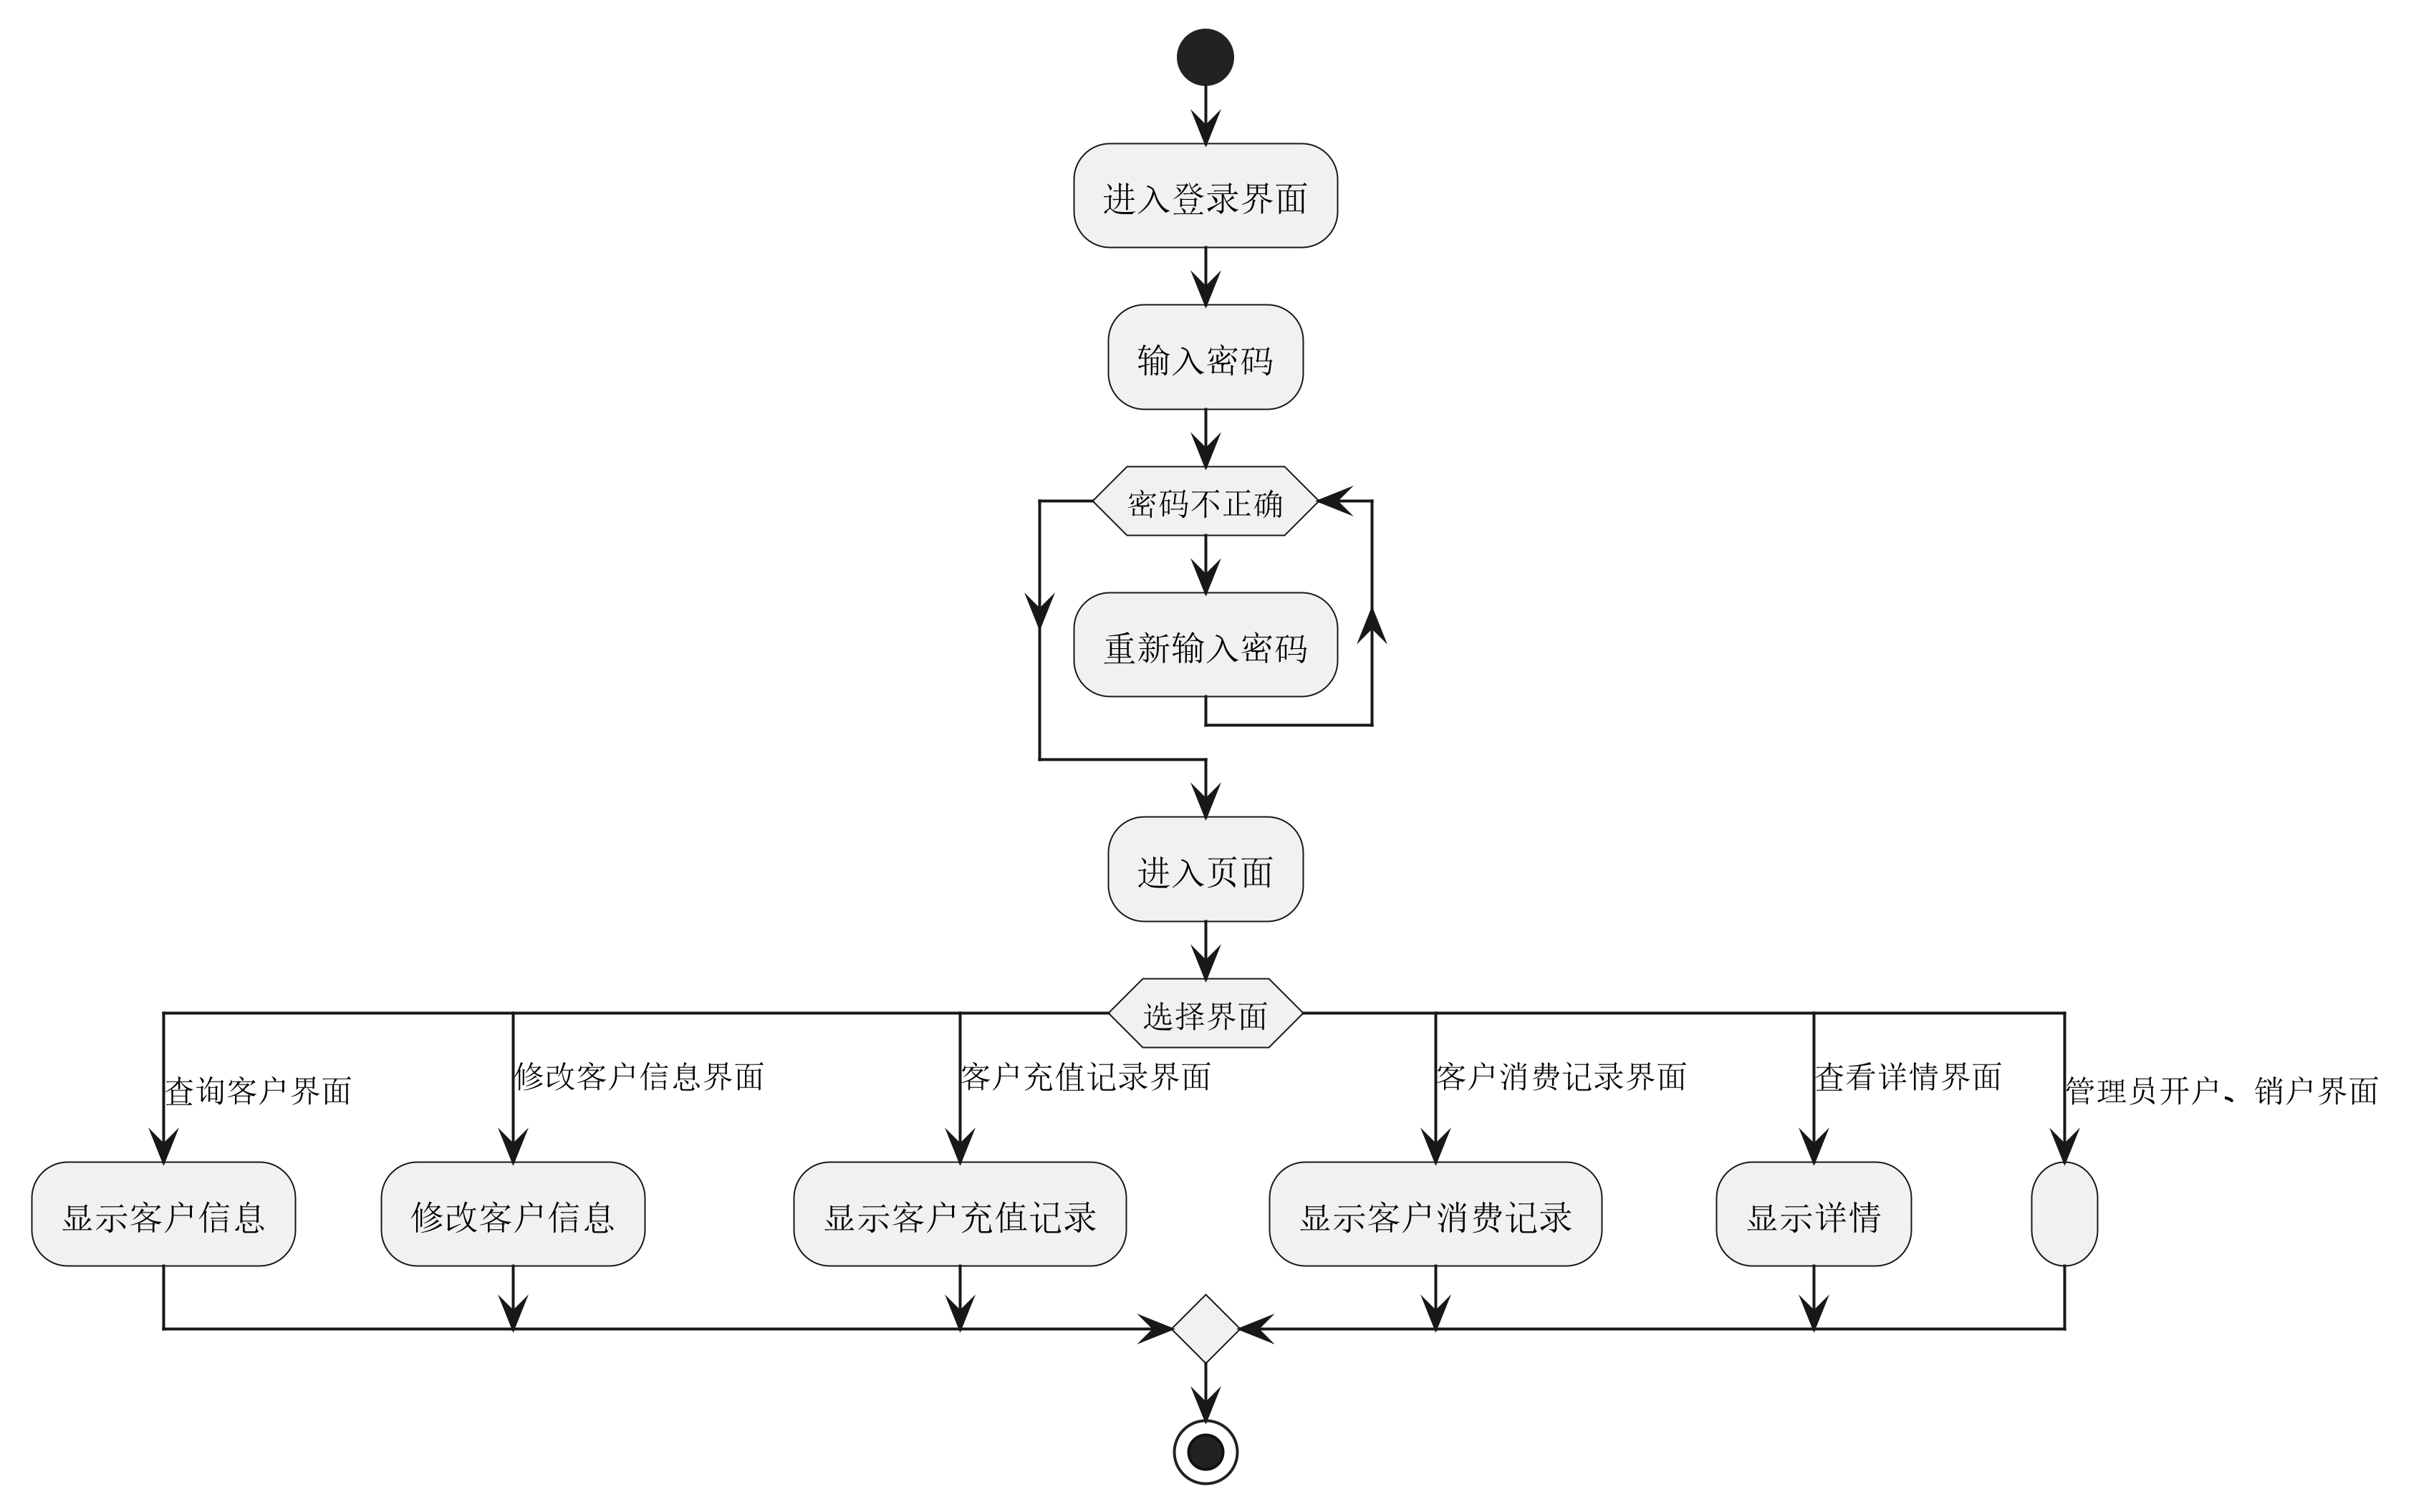 进入登录界面
输入密码
密码不正确
重新输入密码
进入页面
选择界面
查询客户界面
修改客户信息界面
客户充值记录界面
客户消费记录界面
查看详情界面
管理员开户、销户界面
显示客户信息
修改客户信息
显示客户充值记录
显示客户消费记录
显示详情